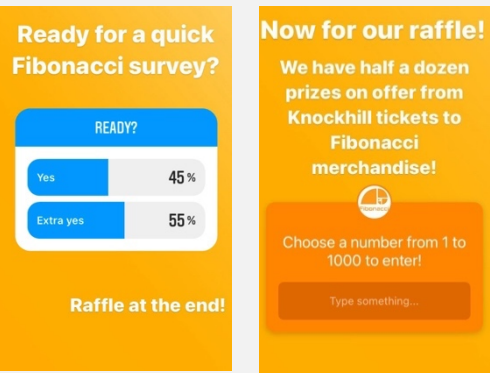 Ready for a quick
Fibonacci survey?
READY?
Yes 45%
Extra yes 55%
Raffle at the end!
Now for our raffle!
We have half a dozen
prizes on offer from
Knockhill tickets to
Fibonacci
merchandise!
Fibonacci
Choose a number from 1 to
1000 to enter!
Type something...